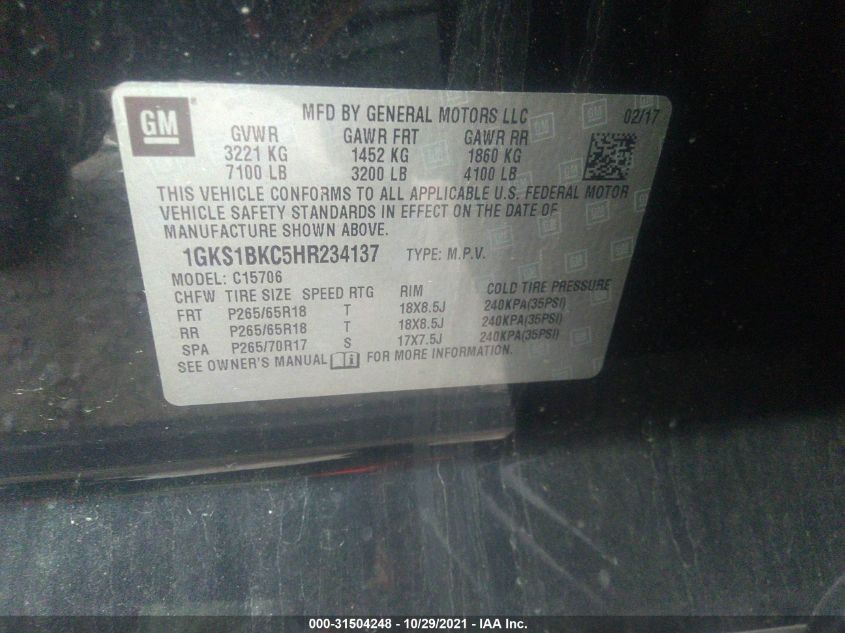 GM ® MFD BY GENERAL MOTORS LLC 02/17
GVWR GAWR FRT GAWR RR
3221 KG 1452 KG 1860 KG
7100 LB 3200 LB 4100 LB
THIS VEHICLE CONFORMS TO ALL APPLICABLE U.S. FEDERAL MOTOR
VEHICLE SAFETY STANDARDS IN EFFECT ON THE DATE OF
MANUFACTURE SHOWN ABOVE.
1GKS1BKC5HR234137 TYPE: M.P.V.
MODEL: C15706
CHFW TIRE SIZE SPEED RTG RIM COLD TIRE PRESSURE
FRT P265/65R18 T 18X8.5J 240KPA(35PSI)
RR P265/65R18 T 18X8.5J 240KPA(35PSI)
SPA P265/70R17 S 17X7.5J 240KPA(35PSI)
SEE OWNER'S MANUAL FOR MORE INFORMATION.
000-31504248 - 10/29/2021 - IAA Inc.